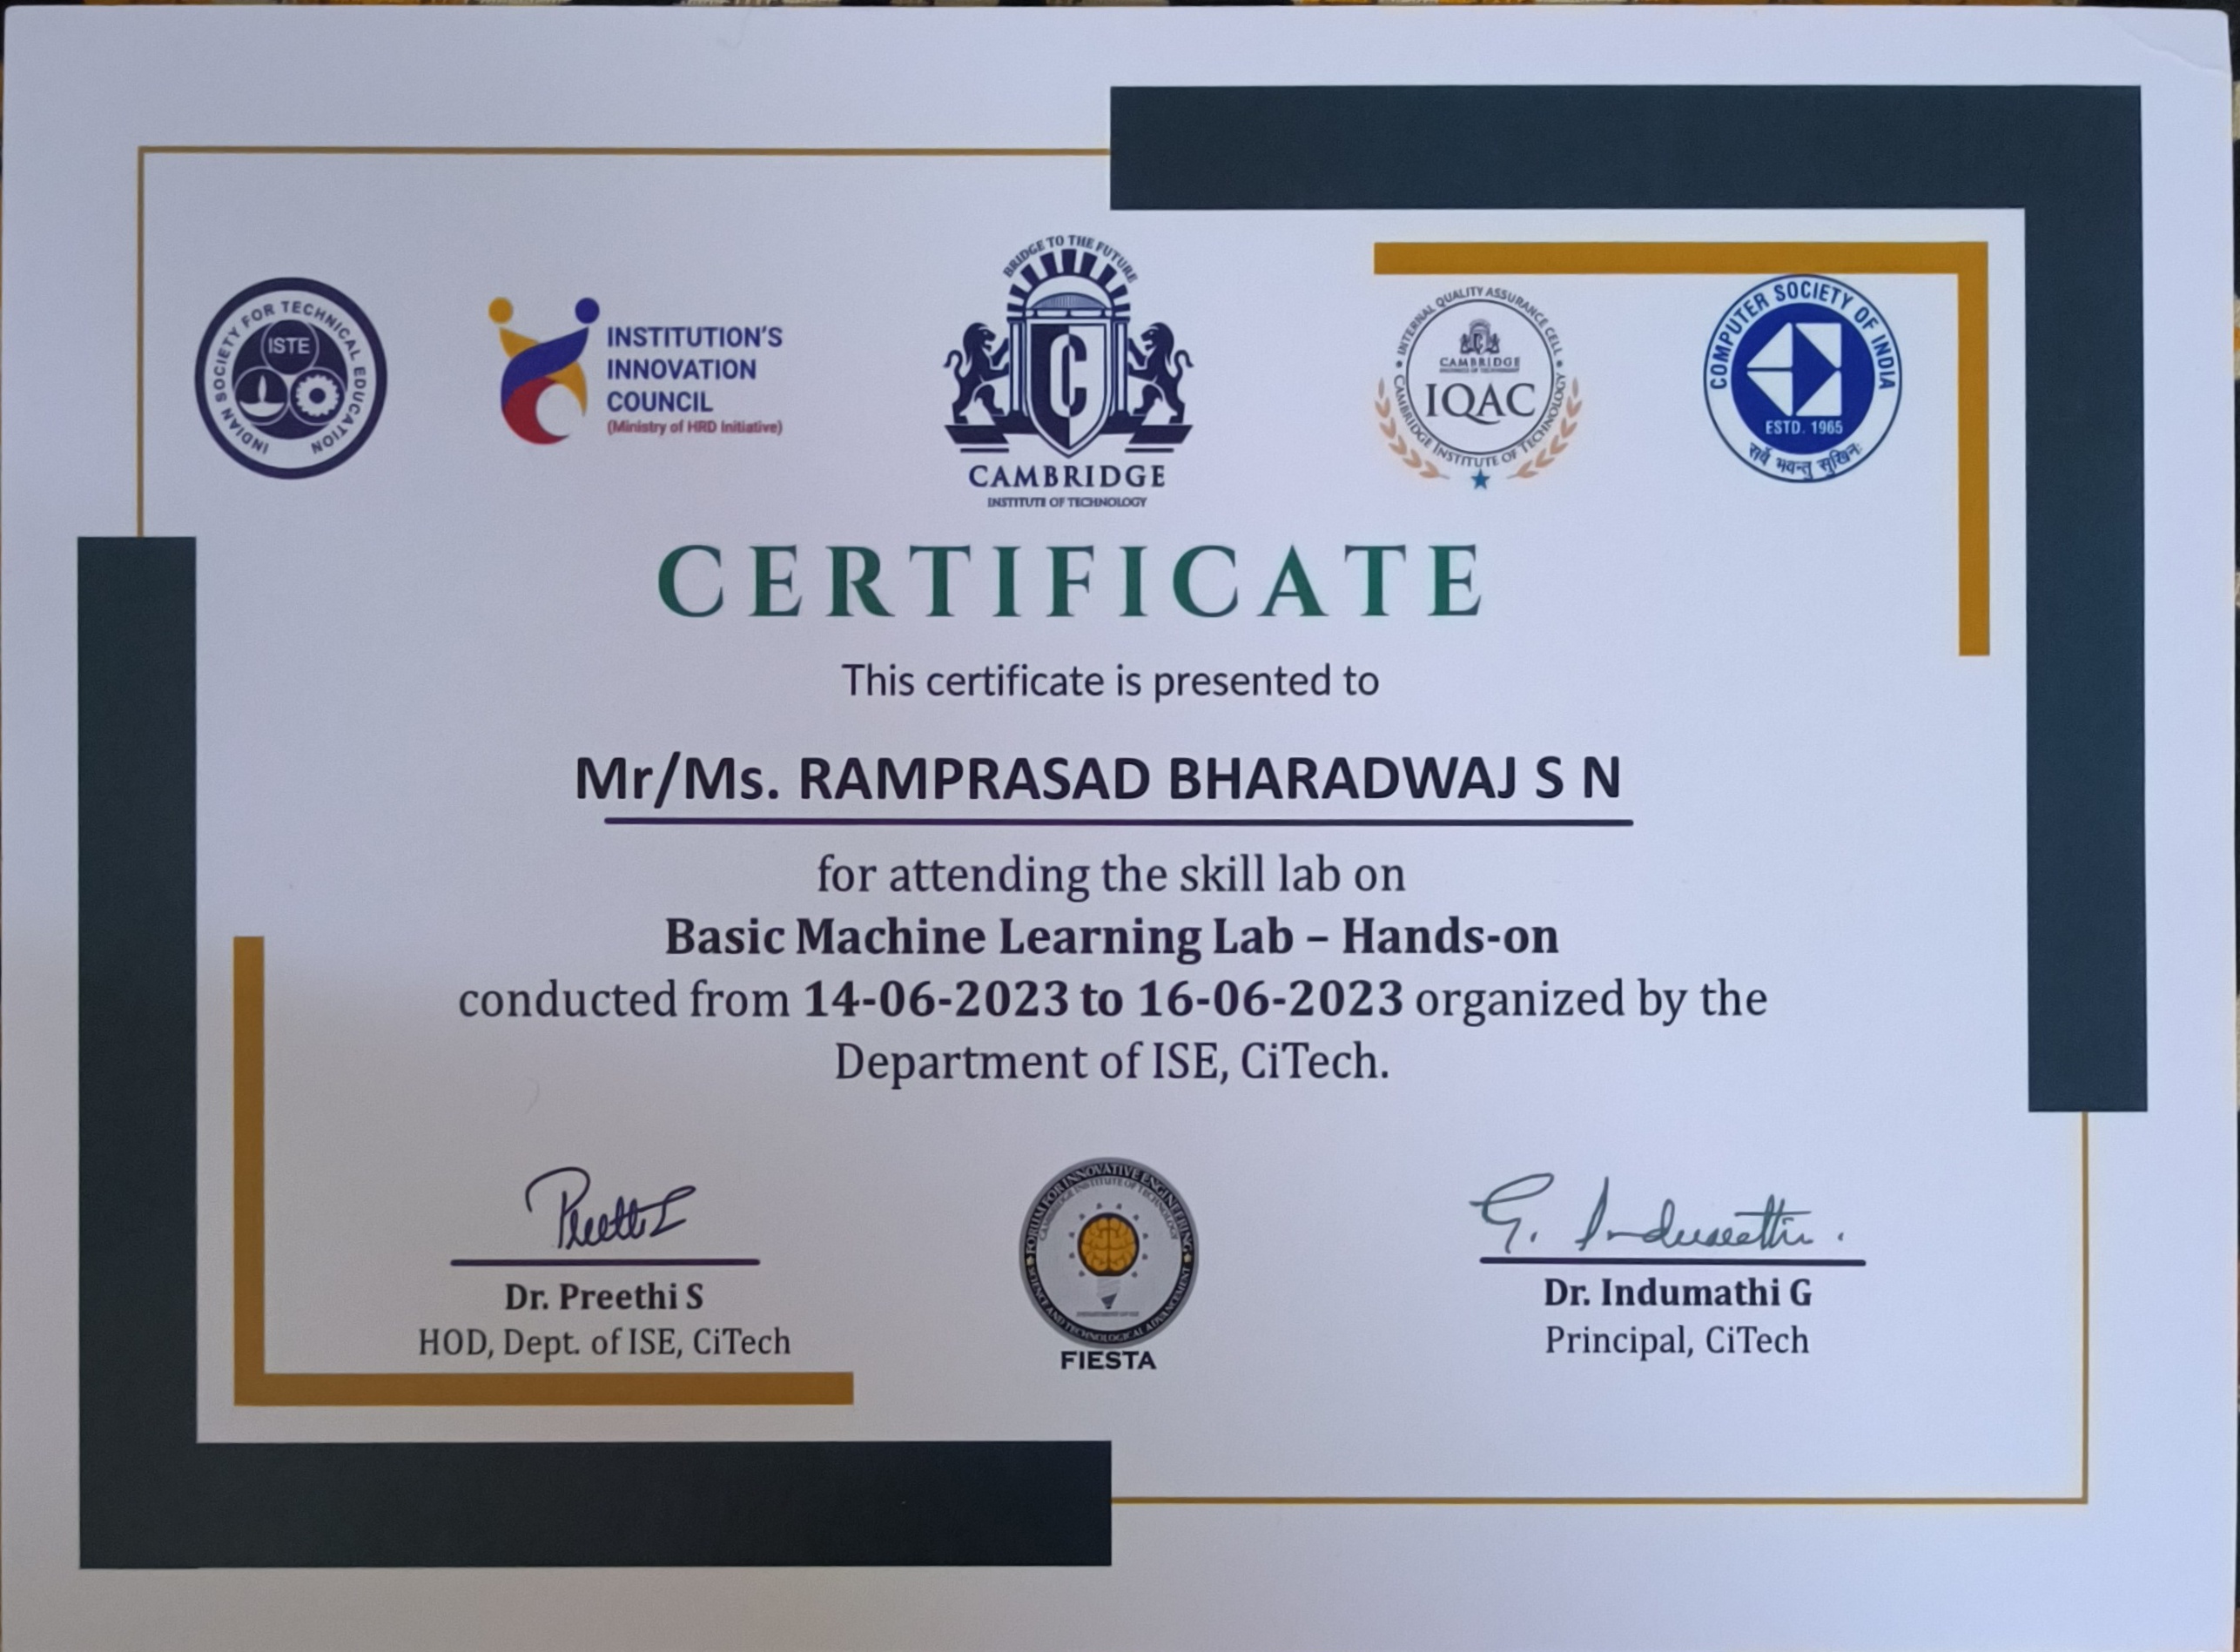 INDIAN SOCIETY FOR TECHNICAL EDUCATION
ISTE
INSTITUTION'S
INNOVATION
COUNCIL
(Ministry of HRD Initiative)
BRIDGE TO THE FUTURE
C
CAMBRIDGE
INSTITUTE OF TECHNOLOGY
INTERNAL QUALITY ASSURANCE CELL
CAMBRIDGE
INSTITUTE OF TECHNOLOGY
IQAC
CAMBRIDGE INSTITUTE OF TECHNOLOGY
COMPUTER SOCIETY OF INDIA
ESTD. 1965
सर्वे भवन्तु सुखिनः
CERTIFICATE
This certificate is presented to
Mr/Ms. RAMPRASAD BHARADWAJ S N
for attending the skill lab on
Basic Machine Learning Lab – Hands-on
conducted from 14-06-2023 to 16-06-2023 organized by the
Department of ISE, CiTech.
G. Indumathi.
Dr. Preethi S
HOD, Dept. of ISE, CiTech
FORUM FOR INNOVATIVE ENGINEERING
CAMBRIDGE INSTITUTE OF TECHNOLOGY
SCIENCE AND TECHNOLOGICAL ADVANCEMENT
FIESTA
Dr. Indumathi G
Principal, CiTech